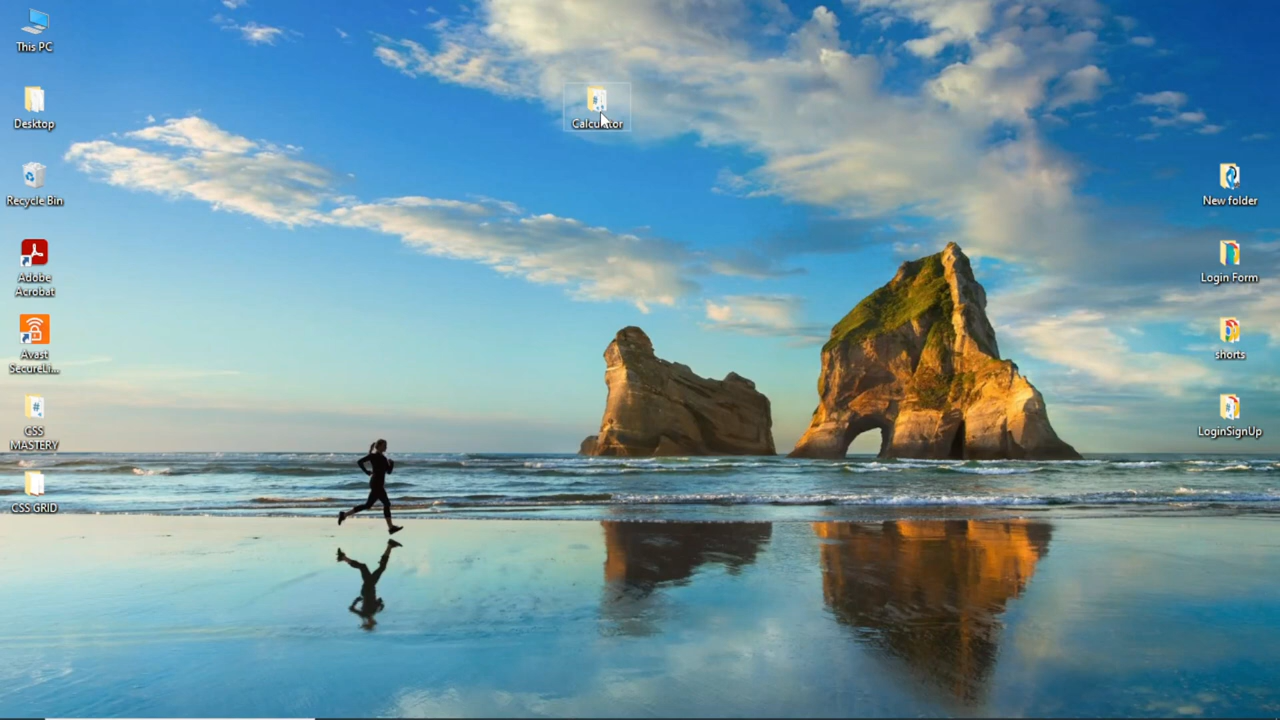 This PC
Desktop
Recycle Bin
Adobe
Acrobat
Avast
SecureLi...
CSS
MASTERY
CSS GRID
Calculator
New folder
Login Form
shorts
LoginSignUp